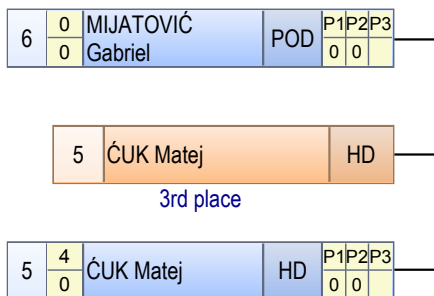 6 0 MIJATOVIĆ POD P1 P2 P3
0 Gabriel 0 0
5 ĆUK Matej HD
3rd place
5 4 ĆUK Matej HD P1 P2 P3
0 0 0